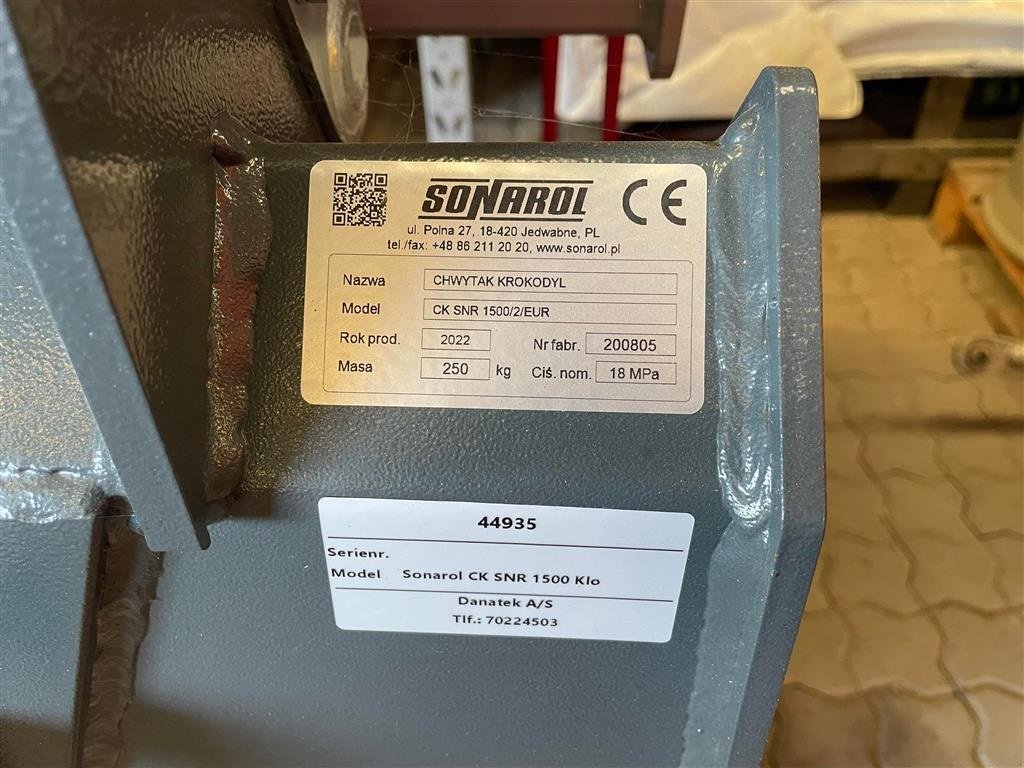 SONAROL CE
ul. Polna 27, 18-420 Jedwabne, PL
tel./fax: +48 86 211 20 20, www.sonarol.pl
Nazwa CHWYTAK KROKODYL
Model CK SNR 1500/2/EUR
Rok prod. 2022 Nr fabr. 200805
Masa 250 kg Ciś. nom. 18 MPa
44935
Serienr.
Model Sonarol CK SNR 1500 Klo
Danatek A/S
Tlf.: 70224503